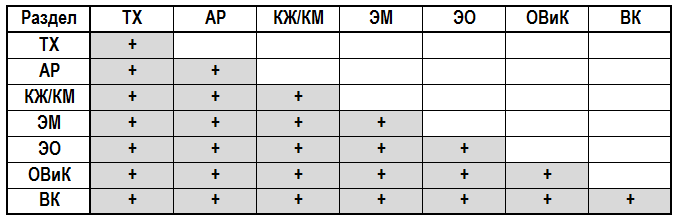 Раздел ТХ АР КЖ/КМ ЭМ ЭО ОВиК ВК
ТХ +
АР + +
КЖ/КМ + + +
ЭМ + + + +
ЭО + + + + +
ОВиК + + + + + +
ВК + + + + + + +